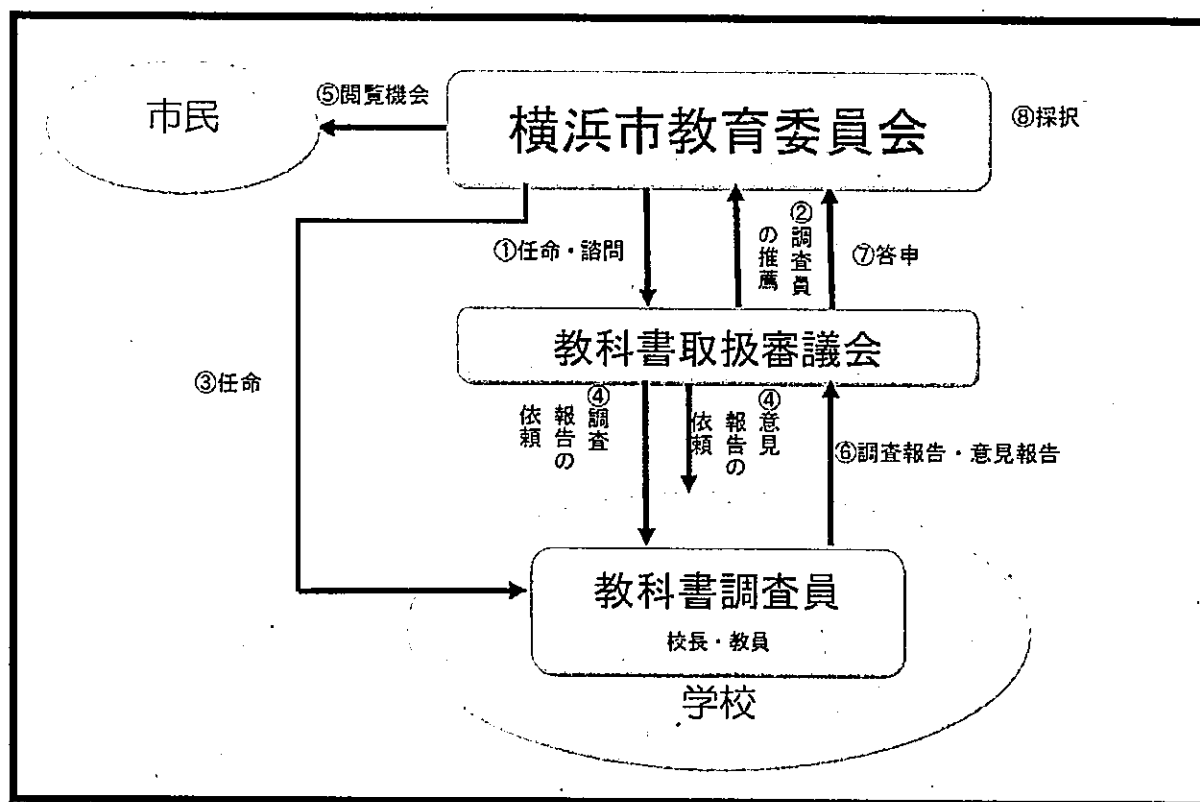 市民
⑤閲覧機会
横浜市教育委員会
⑧採択
①任命・諮問
②調査員
の推薦
⑦答申
教科書取扱審議会
③任命
④調査
報告の
依頼
④意見
報告の
依頼
⑥調査報告・意見報告
教科書調査員
校長・教員
学校